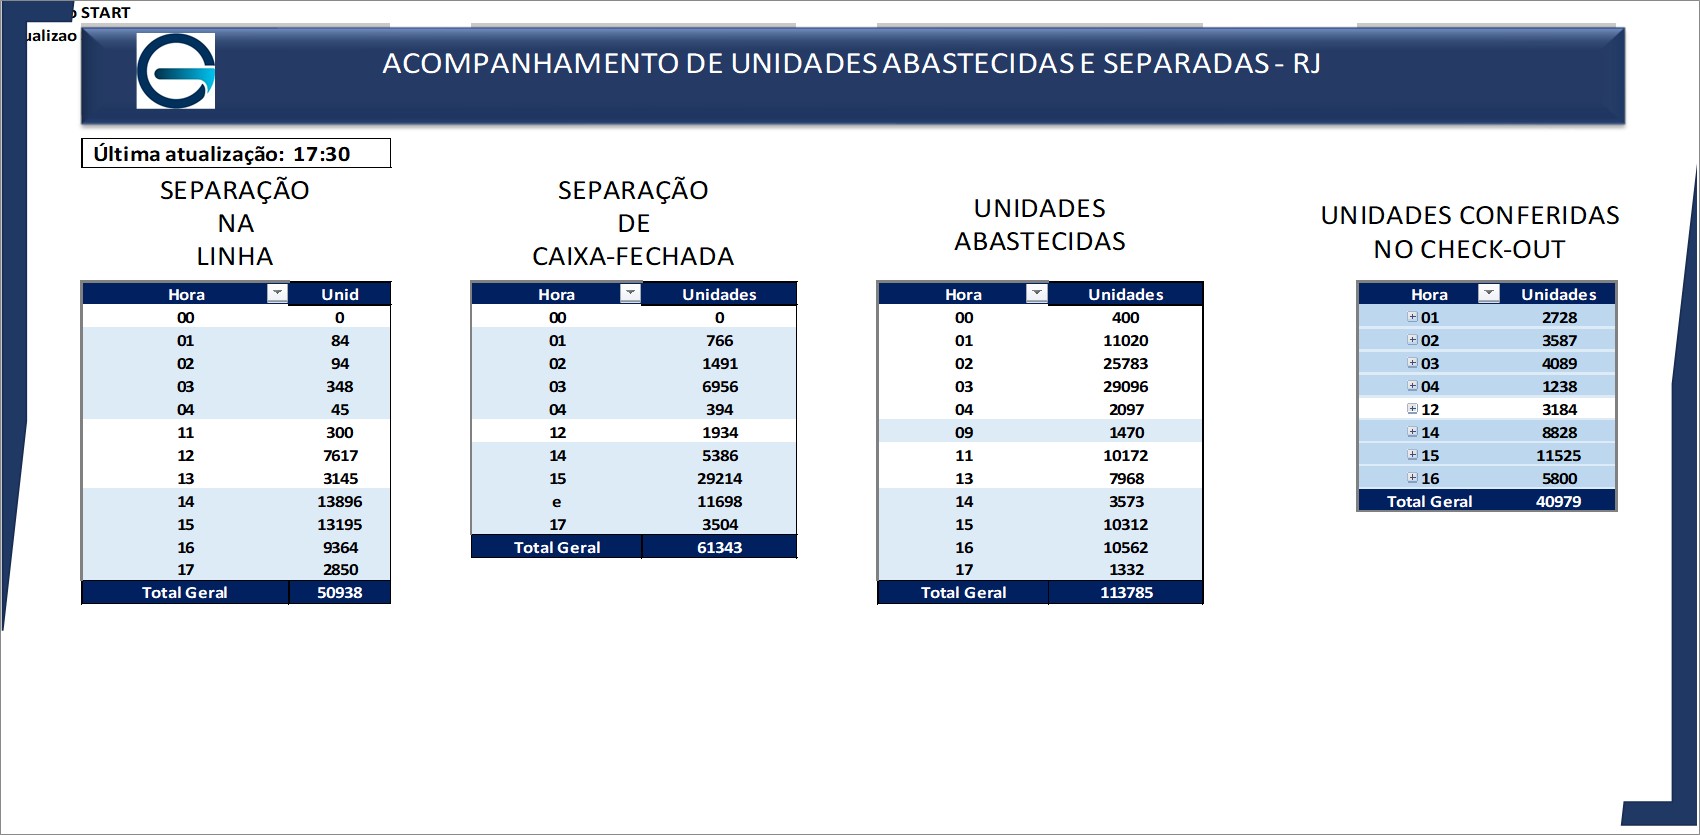 START
ualizao
ACOMPANHAMENTO DE UNIDADES ABASTECIDAS E SEPARADAS - RJ
Última atualização: 17:30
SEPARAÇÃO
NA
LINHA
Hora Unid
00 0
01 84
02 94
03 348
04 45
11 300
12 7617
13 3145
14 13896
15 13195
16 9364
17 2850
Total Geral 50938
SEPARAÇÃO
DE
CAIXA-FECHADA
Hora Unidades
00 0
01 766
02 1491
03 6956
04 394
12 1934
14 5386
15 29214
e 11698
17 3504
Total Geral 61343
UNIDADES
ABASTECIDAS
Hora Unidades
00 400
01 11020
02 25783
03 29096
04 2097
09 1470
11 10172
13 7968
14 3573
15 10312
16 10562
17 1332
Total Geral 113785
UNIDADES CONFERIDAS
NO CHECK-OUT
Hora Unidades
01 2728
02 3587
03 4089
04 1238
12 3184
14 8828
15 11525
16 5800
Total Geral 40979